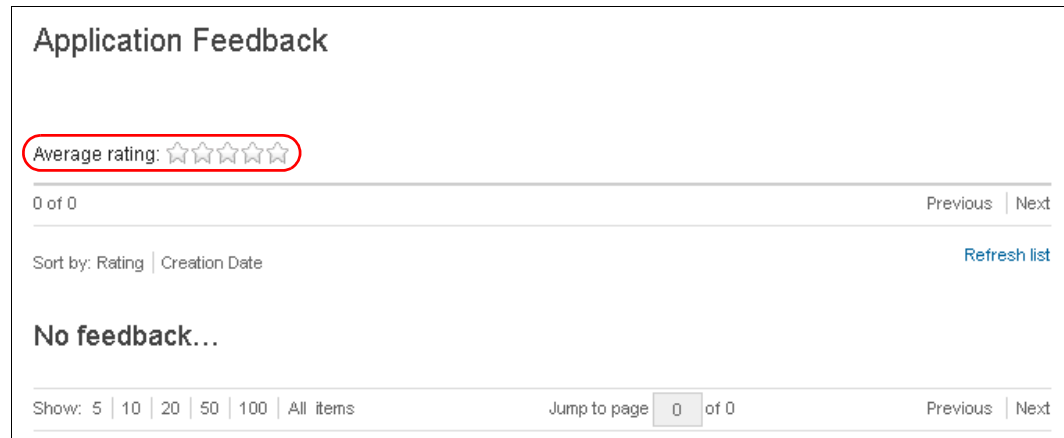 Application Feedback
Average rating:
0 of 0 Previous Next
Sort by: Rating Creation Date Refresh list
No feedback...
Show: 5 10 20 50 100 All items Jump to page 0 of 0 Previous Next